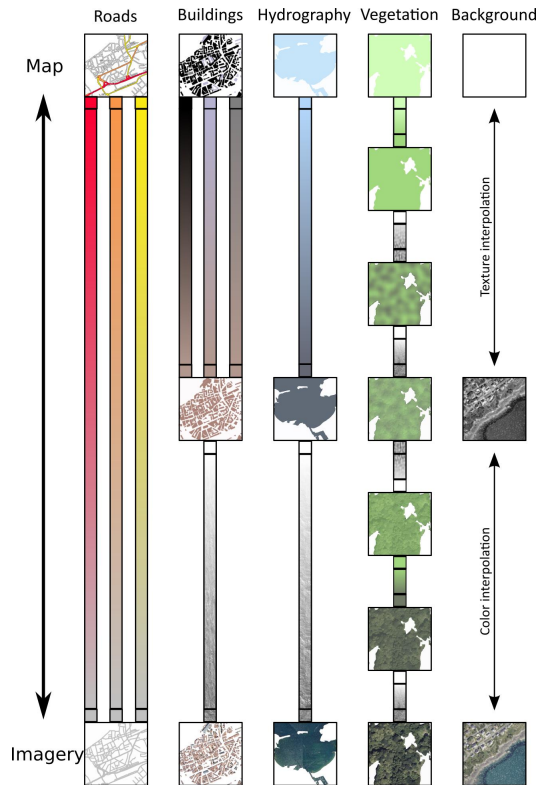 Roads
Buildings
Hydrography
Vegetation
Background
Map
Texture interpolation
Color interpolation
Imagery